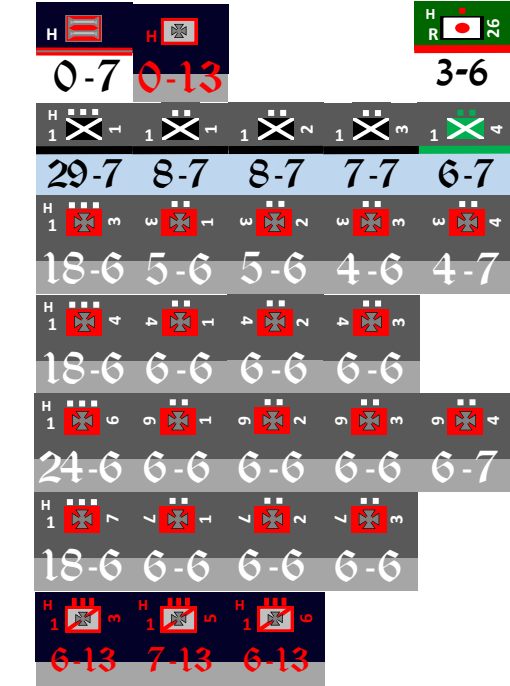 H H H
R 26
0-7 0-13 3-6
H
1 1 1 1 1 2 1 3 1 4
29-7 8-7 8-7 7-7 6-7
H
1 3 3 1 3 2 3 3 3 4
18-6 5-6 5-6 4-6 4-7
H
1 4 4 1 4 2 4 3
18-6 6-6 6-6 6-6
H
1 6 6 1 6 2 6 3 6 4
24-6 6-6 6-6 6-6 6-7
H
1 7 7 1 7 2 7 3
18-6 6-6 6-6 6-6
H H H
1 3 1 5 1 6
6-13 7-13 6-13